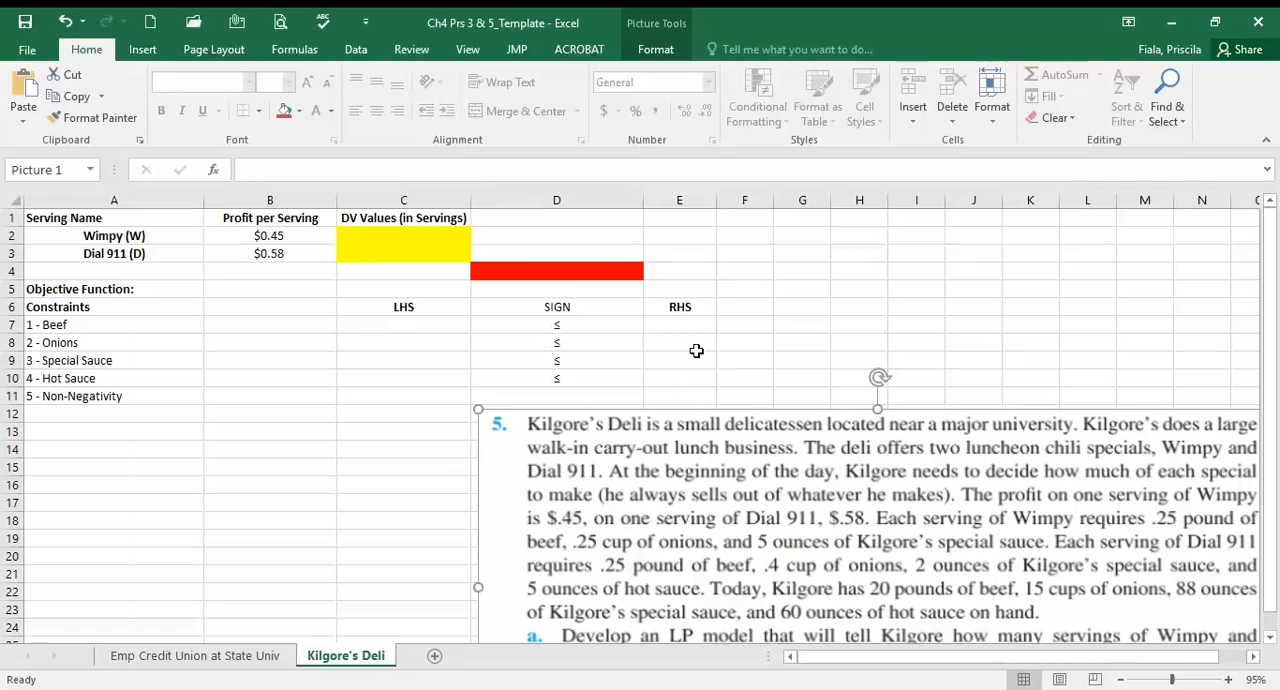 Ch4 Prs 3 & 5_Template - Excel
Picture Tools
File Home Insert Page Layout Formulas Data Review View JMP ACROBAT Format Tell me what you want to do... Fiala, Priscila Share
Paste Cut Copy Format Painter
Wrap Text Merge & Center
General
Conditional Formatting Format as Table Cell Styles
Insert Delete Format
AutoSum Fill Clear
Sort & Filter Find & Select
Clipboard Font Alignment Number Styles Cells Editing
Picture 1 fx
A B C D E F G H I J K L M N
1 Serving Name Profit per Serving DV Values (in Servings)
2 Wimpy (W) $0.45
3 Dial 911 (D) $0.58
4
5 Objective Function:
6 Constraints LHS SIGN RHS
7 1 - Beef ≤
8 2 - Onions ≤
9 3 - Special Sauce ≤
10 4 - Hot Sauce ≤
11 5 - Non-Negativity
12
13
14
15
16
17
18
19
20
21
22
23
24
5. Kilgore's Deli is a small delicatessen located near a major university. Kilgore's does a large
walk-in carry-out lunch business. The deli offers two luncheon chili specials, Wimpy and
Dial 911. At the beginning of the day, Kilgore needs to decide how much of each special
to make (he always sells out of whatever he makes). The profit on one serving of Wimpy
is $.45, on one serving of Dial 911, $.58. Each serving of Wimpy requires .25 pound of
beef, .25 cup of onions, and 5 ounces of Kilgore's special sauce. Each serving of Dial 911
requires .25 pound of beef, .4 cup of onions, 2 ounces of Kilgore's special sauce, and
5 ounces of hot sauce. Today, Kilgore has 20 pounds of beef, 15 cups of onions, 88 ounces
of Kilgore's special sauce, and 60 ounces of hot sauce on hand.
a. Develop an LP model that will tell Kilgore how many servings of Wimpy and
Emp Credit Union at State Univ Kilgore's Deli
Ready 95%